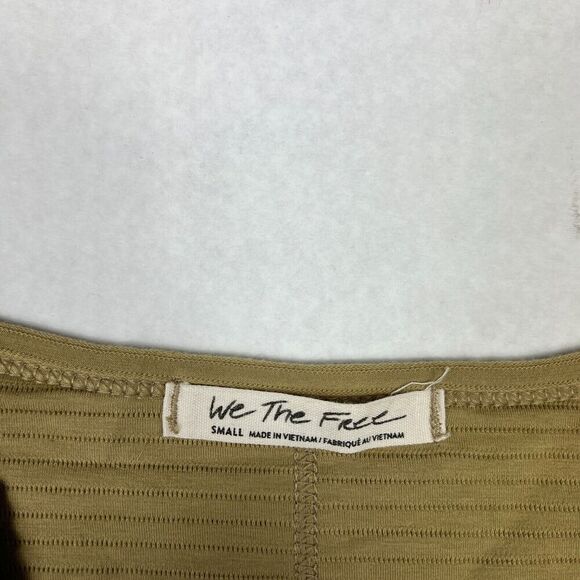 We The Free
SMALL MADE IN VIETNAM / FABRIQUÉ AU VIETNAM